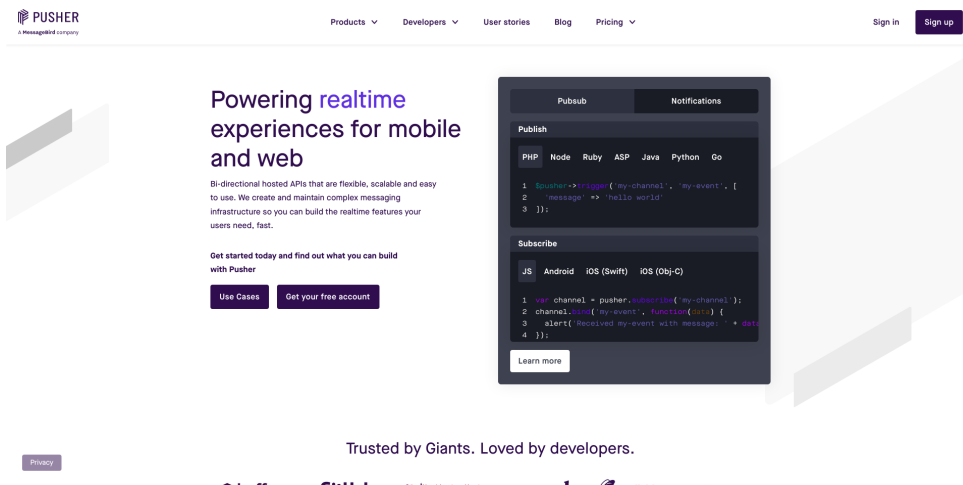 PUSHER
A MessageBird company
Products
Developers
User stories
Blog
Pricing
Sign in
Sign up
Powering realtime
experiences for mobile
and web
Bi-directional hosted APIs that are flexible, scalable and easy
to use. We create and maintain complex messaging
infrastructure so you can build the realtime features your
users need, fast.
Get started today and find out what you can build
with Pusher
Use Cases
Get your free account
Pubsub
Notifications
Publish
PHP Node Ruby ASP Java Python Go
1 $pusher->trigger('my-channel', 'my-event', [
2 'message' => 'hello world'
3 ]);
Subscribe
JS Android iOS (Swift) iOS (Obj-C)
1 var channel = pusher.subscribe('my-channel');
2 channel.bind('my-event', function(data) {
3 alert('Received my-event with message: ' + data
4 });
Learn more
Trusted by Giants. Loved by developers.
Privacy